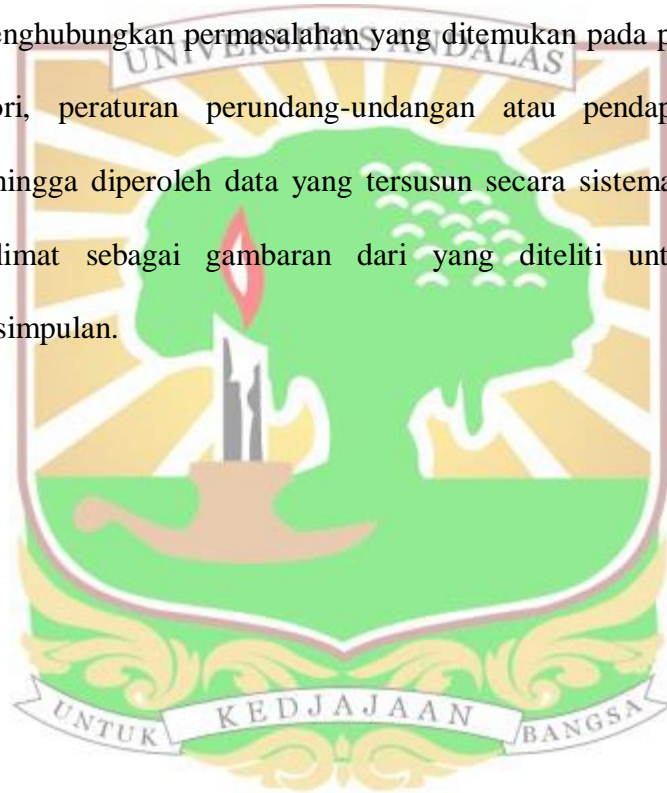 enghubungkan permasalahan yang ditemukan pada p
UNIVERSITAS ANDALAS
ori, peraturan perundang-undangan atau pendap
hingga diperoleh data yang tersusun secara sistema
limat sebagai gambaran dari yang diteliti unt
simpulan.
UNTUK KEDJAJAAN BANGSA